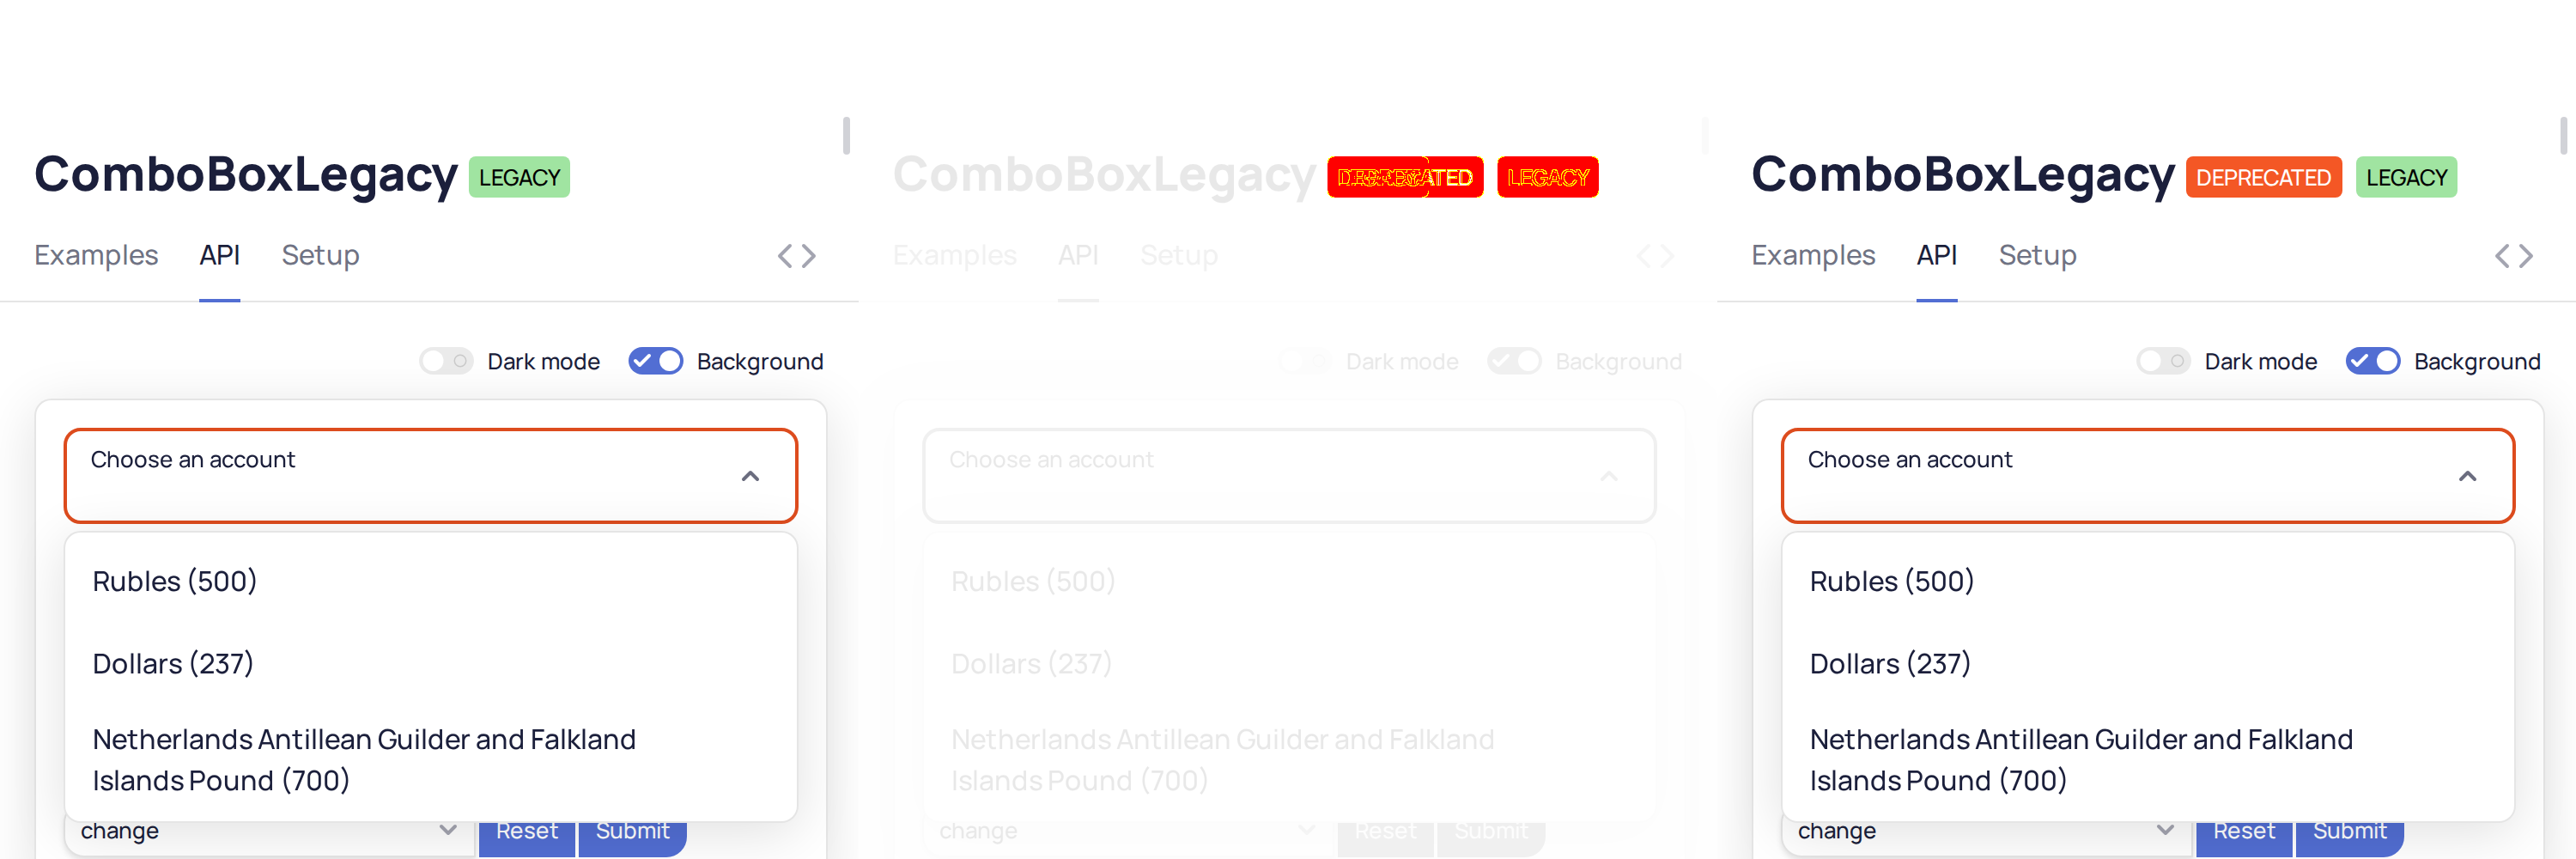 ComboBoxLegacy LEGACY
Examples API Setup
Dark mode Background
Choose an account
Rubles (500)
Dollars (237)
Netherlands Antillean Guilder and Falkland
Islands Pound (700)
change Reset Submit
ComboBoxLegacy DEPRECATED LEGACY
Examples API Setup
Dark mode Background
Choose an account
Rubles (500)
Dollars (237)
Netherlands Antillean Guilder and Falkland
Islands Pound (700)
change Reset Submit
ComboBoxLegacy DEPRECATED LEGACY
Examples API Setup
Dark mode Background
Choose an account
Rubles (500)
Dollars (237)
Netherlands Antillean Guilder and Falkland
Islands Pound (700)
change Reset Submit